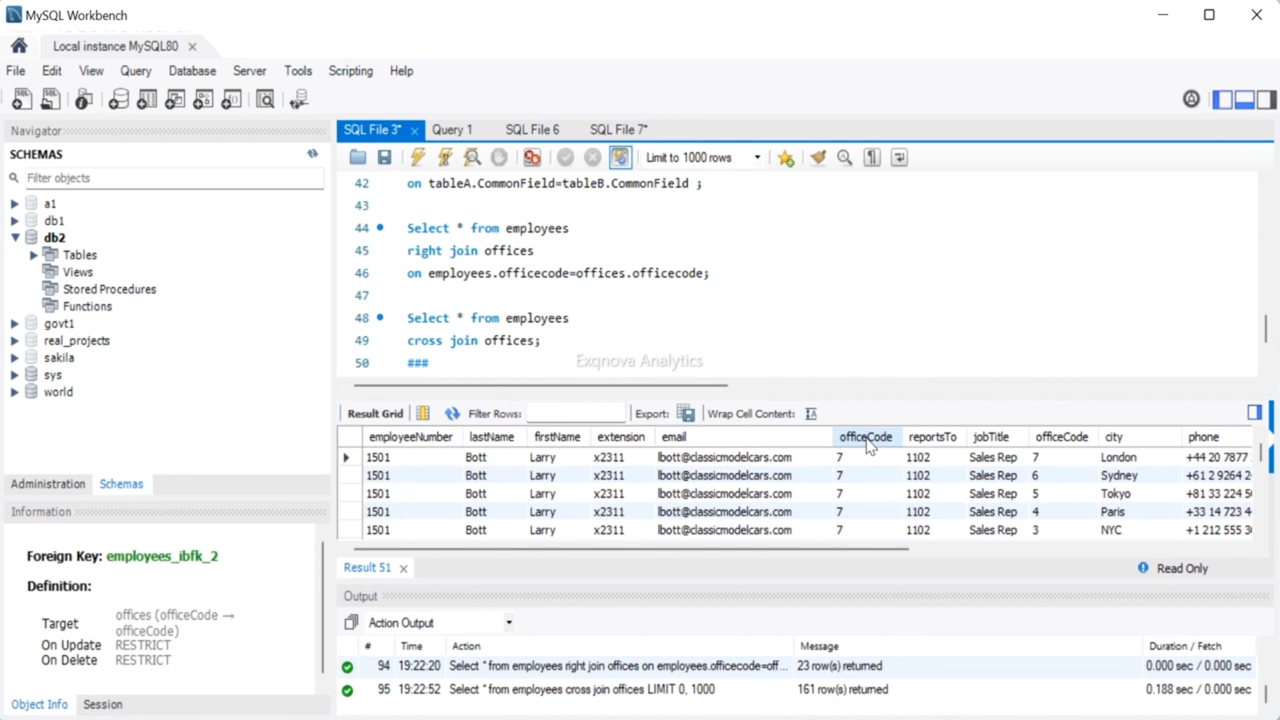 MySQL Workbench
Local instance MySQL80
File Edit View Query Database Server Tools Scripting Help
Navigator
SCHEMAS
Filter objects
a1
db1
db2
Tables
Views
Stored Procedures
Functions
govt1
real_projects
sakila
sys
world
Administration Schemas
Information
Foreign Key: employees_ibfk_2
Definition:
Target offices (officeCode → officeCode)
On Update RESTRICT
On Delete RESTRICT
Object Info Session
SQL File 3* Query 1 SQL File 6 SQL File 7*
Limit to 1000 rows
42 on tableA.CommonField=tableB.CommonField ;
43
44 Select * from employees
45 right join offices
46 on employees.officecode=offices.officecode;
47
48 Select * from employees
49 cross join offices;
50 ###
Exqnova Analytics
Result Grid Filter Rows: Export: Wrap Cell Content:
employeeNumber lastName firstName extension email officeCode reportsTo jobTitle officeCode city phone
1501 Bott Larry x2311 lbott@classicmodelcars.com 7 1102 Sales Rep 7 London +44 20 7877
1501 Bott Larry x2311 lbott@classicmodelcars.com 7 1102 Sales Rep 6 Sydney +61 2 9264 2
1501 Bott Larry x2311 lbott@classicmodelcars.com 7 1102 Sales Rep 5 Tokyo +81 33 224 5
1501 Bott Larry x2311 lbott@classicmodelcars.com 7 1102 Sales Rep 4 Paris +33 14 723 4
1501 Bott Larry x2311 lbott@classicmodelcars.com 7 1102 Sales Rep 3 NYC +1 212 555 3
Result 51 Read Only
Output
Action Output
# Time Action Message Duration / Fetch
94 19:22:20 Select * from employees right join offices on employees.officecode=off... 23 row(s) returned 0.000 sec / 0.000 sec
95 19:22:52 Select * from employees cross join offices LIMIT 0, 1000 161 row(s) returned 0.188 sec / 0.000 sec